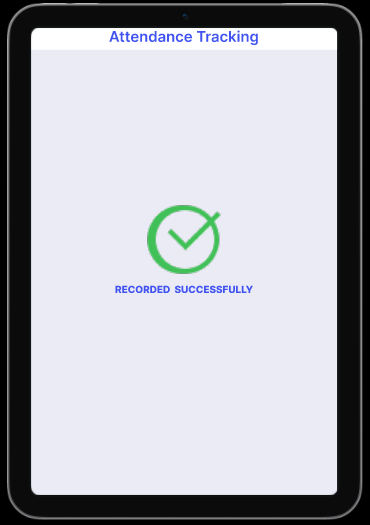 Attendance Tracking
RECORDED SUCCESSFULLY